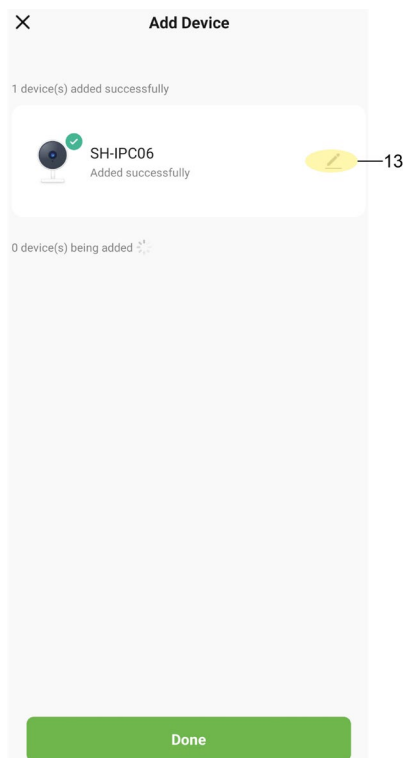 Add Device
1 device(s) added successfully
SH-IPC06
Added successfully
13
0 device(s) being added
Done